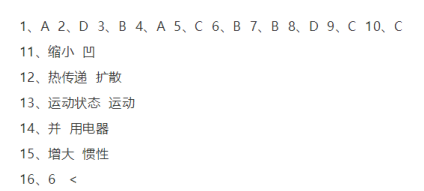 1、A 2、D 3、B 4、A 5、C 6、B 7、B 8、D 9、C 10、C
11、缩小 凹
12、热传递 扩散
13、运动状态 运动
14、并 用电器
15、增大 惯性
16、6 <